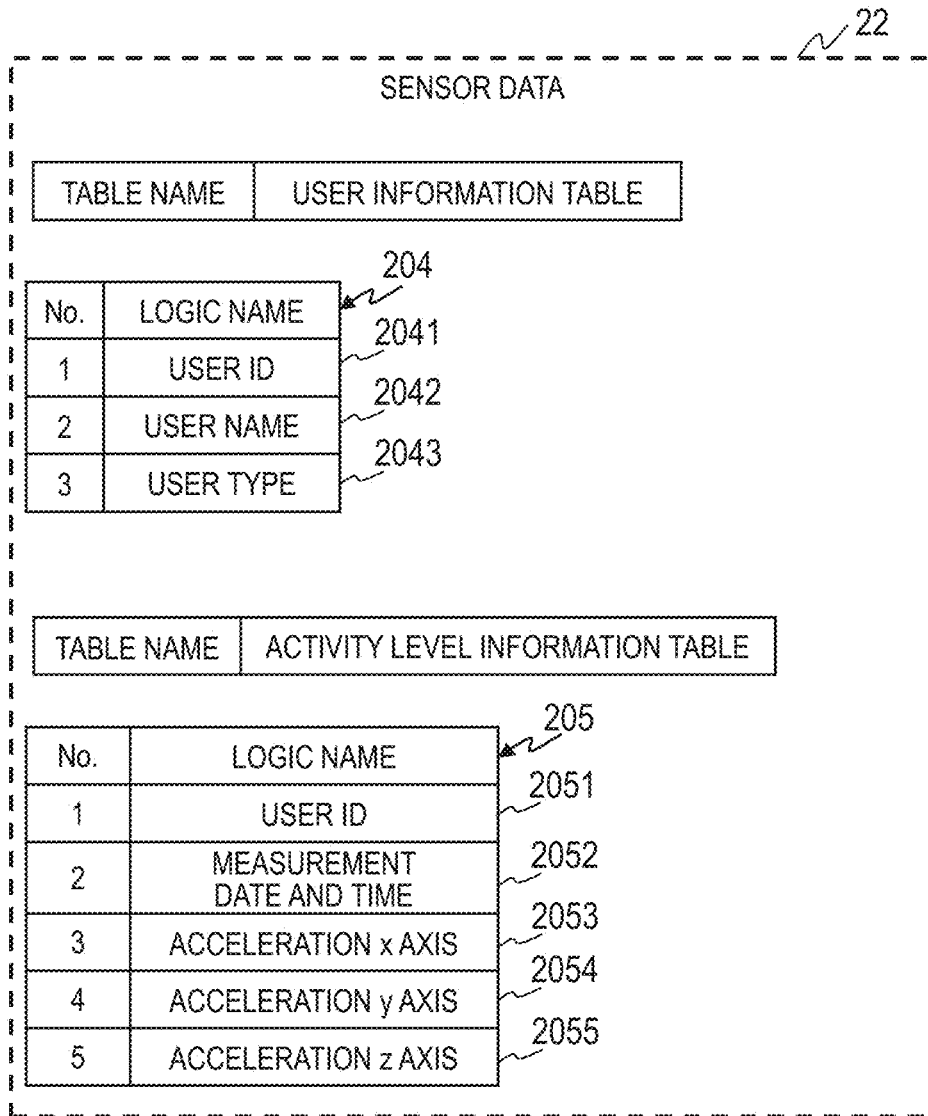 22
SENSOR DATA
TABLE NAME USER INFORMATION TABLE
204
No. LOGIC NAME
2041
1 USER ID
2042
2 USER NAME
2043
3 USER TYPE
TABLE NAME ACTIVITY LEVEL INFORMATION TABLE
205
No. LOGIC NAME
2051
1 USER ID
2052
2 MEASUREMENT
DATE AND TIME
2053
3 ACCELERATION x AXIS
2054
4 ACCELERATION y AXIS
2055
5 ACCELERATION z AXIS